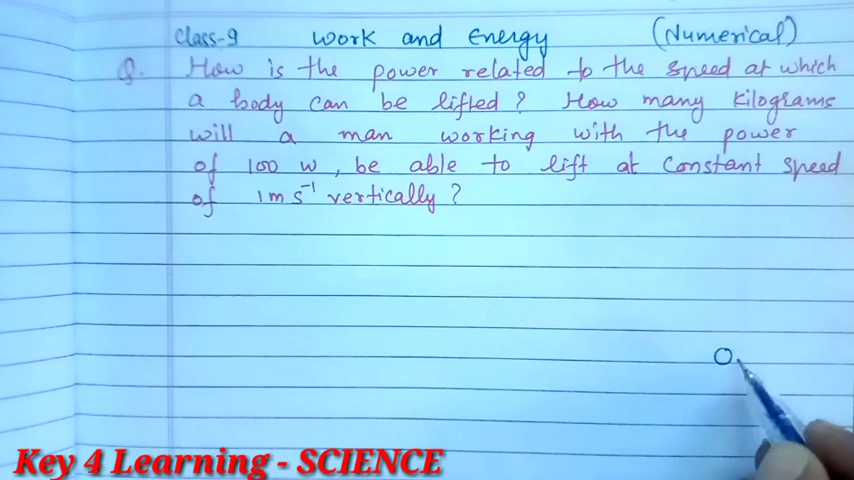 Class-9 Work and Energy (Numerical)
Q. How is the power related to the speed at which
a body can be lifted? How many kilograms
will a man working with the power
of 100 W, be able to lift at constant speed
of 1m s⁻¹ vertically?
Key 4 Learning - SCIENCE